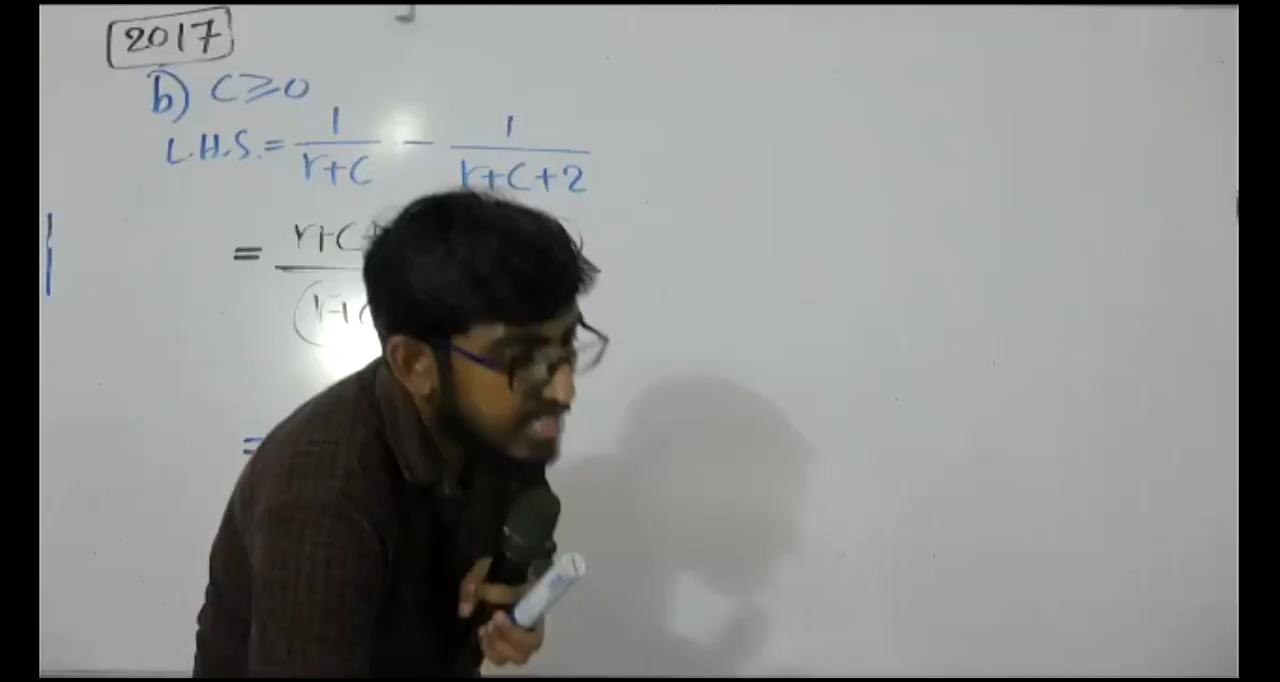 2017
b) C≥0
L.H.S. = 1/(r+C) - 1/(r+C+2)
= r+C
(r+C
=